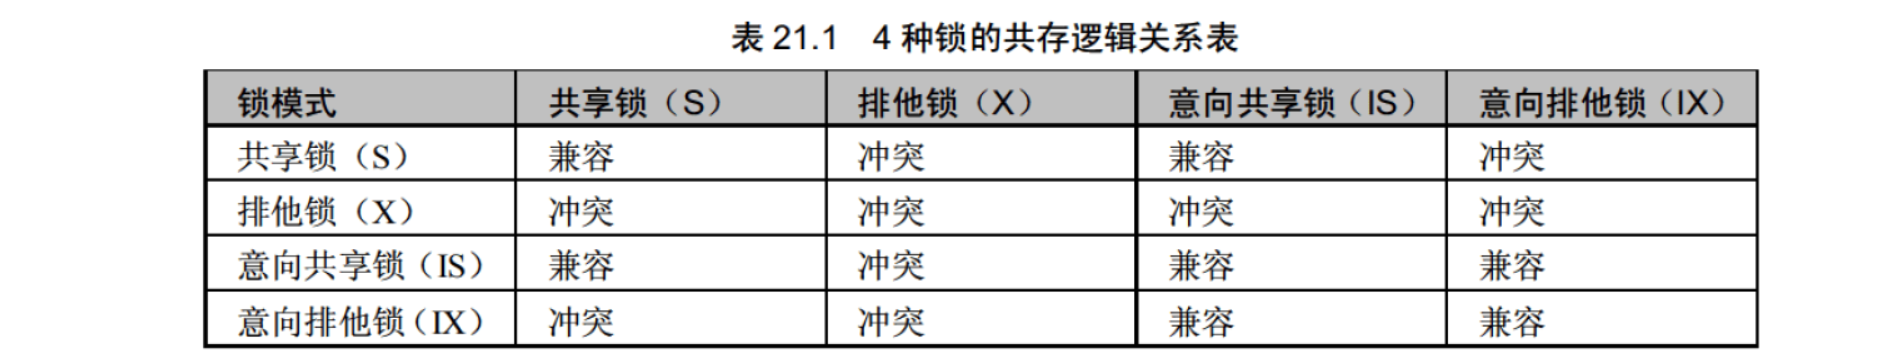 表 21.1 4 种锁的共存逻辑关系表
锁模式 共享锁（S） 排他锁（X） 意向共享锁（IS） 意向排他锁（IX）
共享锁（S） 兼容 冲突 兼容 冲突
排他锁（X） 冲突 冲突 冲突 冲突
意向共享锁（IS） 兼容 冲突 兼容 兼容
意向排他锁（IX） 冲突 冲突 兼容 兼容